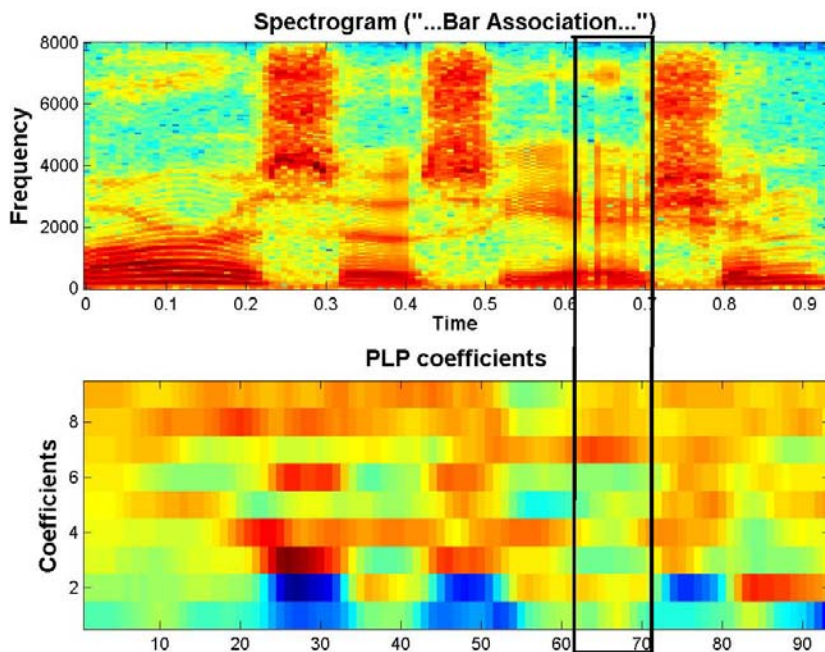 Spectrogram ("...Bar Association...")
8000
6000
4000
2000
0
Frequency
0 0.1 0.2 0.3 0.4 0.5 0.6 0.7 0.8 0.9
Time
PLP coefficients
8
6
4
2
Coefficients
10 20 30 40 50 60 70 80 90